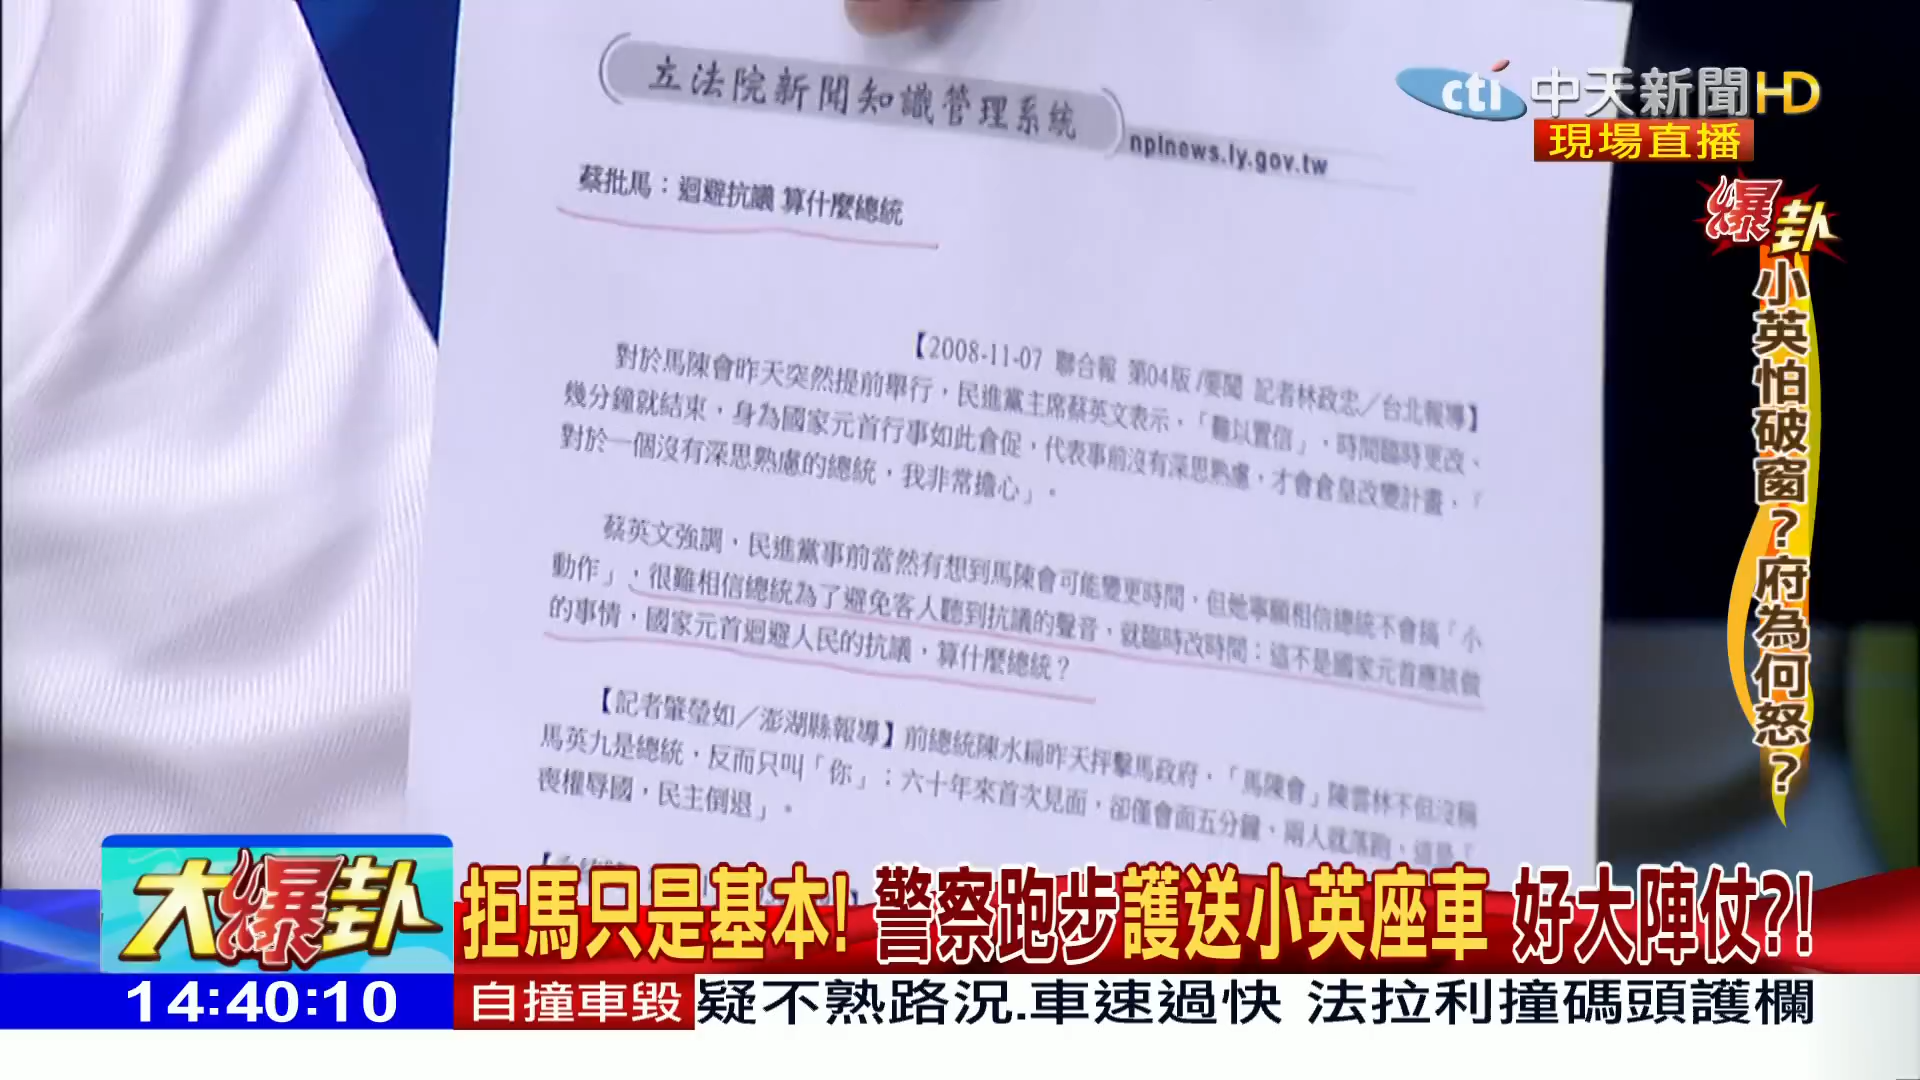 立法院新聞知識管理系統
nplnews.ly.gov.tw
cti 中天新聞HD
現場直播
蔡批馬：迴避抗議 算什麼總統
【2008-11-07 聯合報 第04版/要聞 記者林政忠／台北報導】
對於馬陳會昨天突然提前舉行，民進黨主席蔡英文表示，「難以置信」，時間臨時更改、
幾分鐘就結束，身為國家元首行事如此倉促，代表事前沒有深思熟慮，才會倉皇改變計畫，「
對於一個沒有深思熟慮的總統，我非常擔心」。
蔡英文強調，民進黨事前當然有想到馬陳會可能變更時間，但她寧願相信總統不會搞「小
動作」，很難相信總統為了避免客人聽到抗議的聲音，就臨時改時間；這不是國家元首應該做
的事情，國家元首迴避人民的抗議，算什麼總統？
【記者肇瑩如／澎湖縣報導】前總統陳水扁昨天抨擊馬政府，「馬陳會」陳雲林不但沒稱
馬英九是總統，反而只叫「你」；六十年來首次見面，卻僅會面五分鐘，兩人就落跑，這是「
喪權辱國，民主倒退」。
爆卦
小英怕破窗？府為何怒？
大爆卦
拒馬只是基本! 警察跑步護送小英座車 好大陣仗?!
14:40:10
自撞車毀 疑不熟路況.車速過快 法拉利撞碼頭護欄